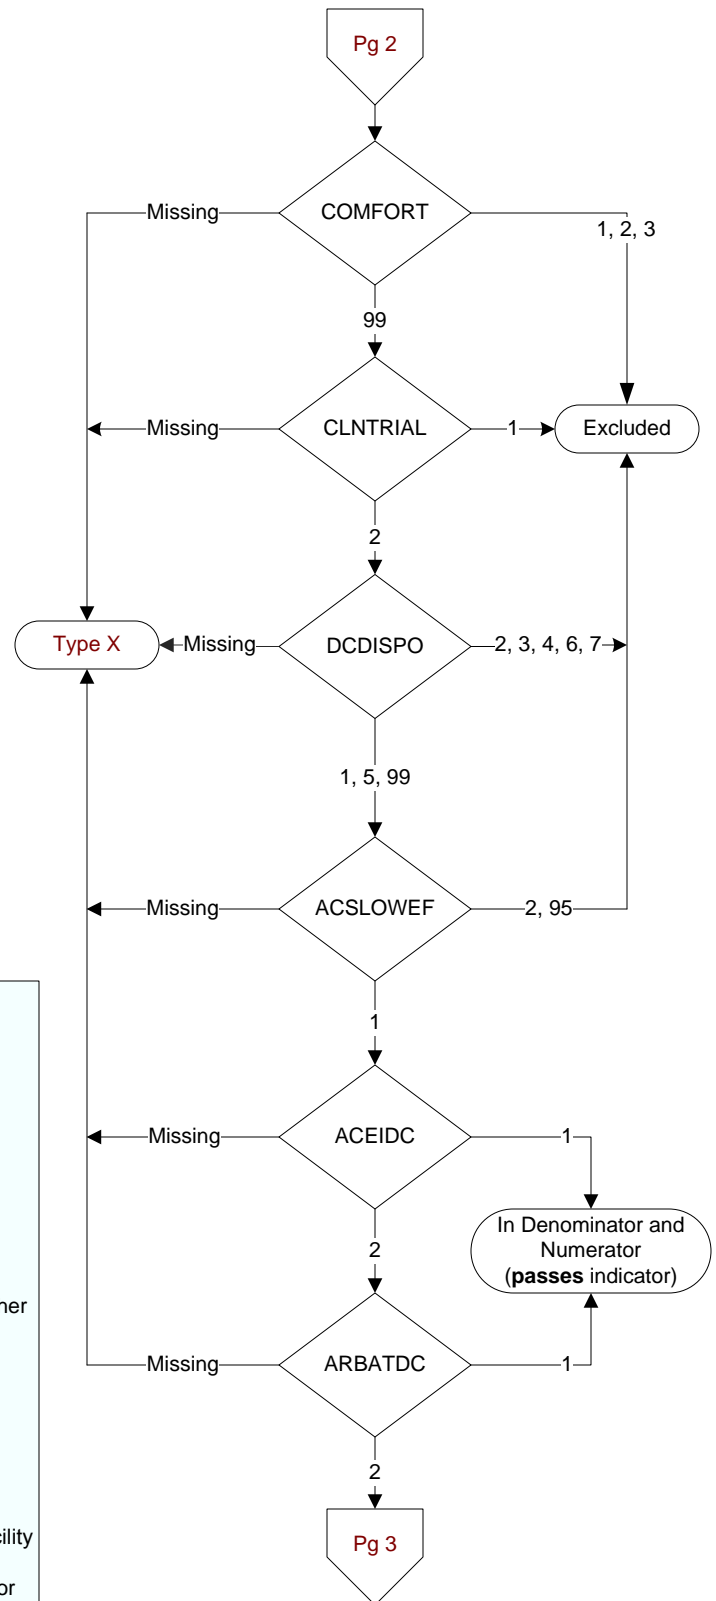 Pg 2
COMFORT
Missing
1, 2, 3
99
CLNTRIAL
Missing
1
Excluded
2
DCDISPO
Type X
Missing
2, 3, 4, 6, 7
1, 5, 99
ACSLOWEF
Missing
2, 95
1
ACEIDC
Missing
1
In Denominator and
Numerator
(passes indicator)
2
ARBATDC
Missing
1
2
Pg 3
or